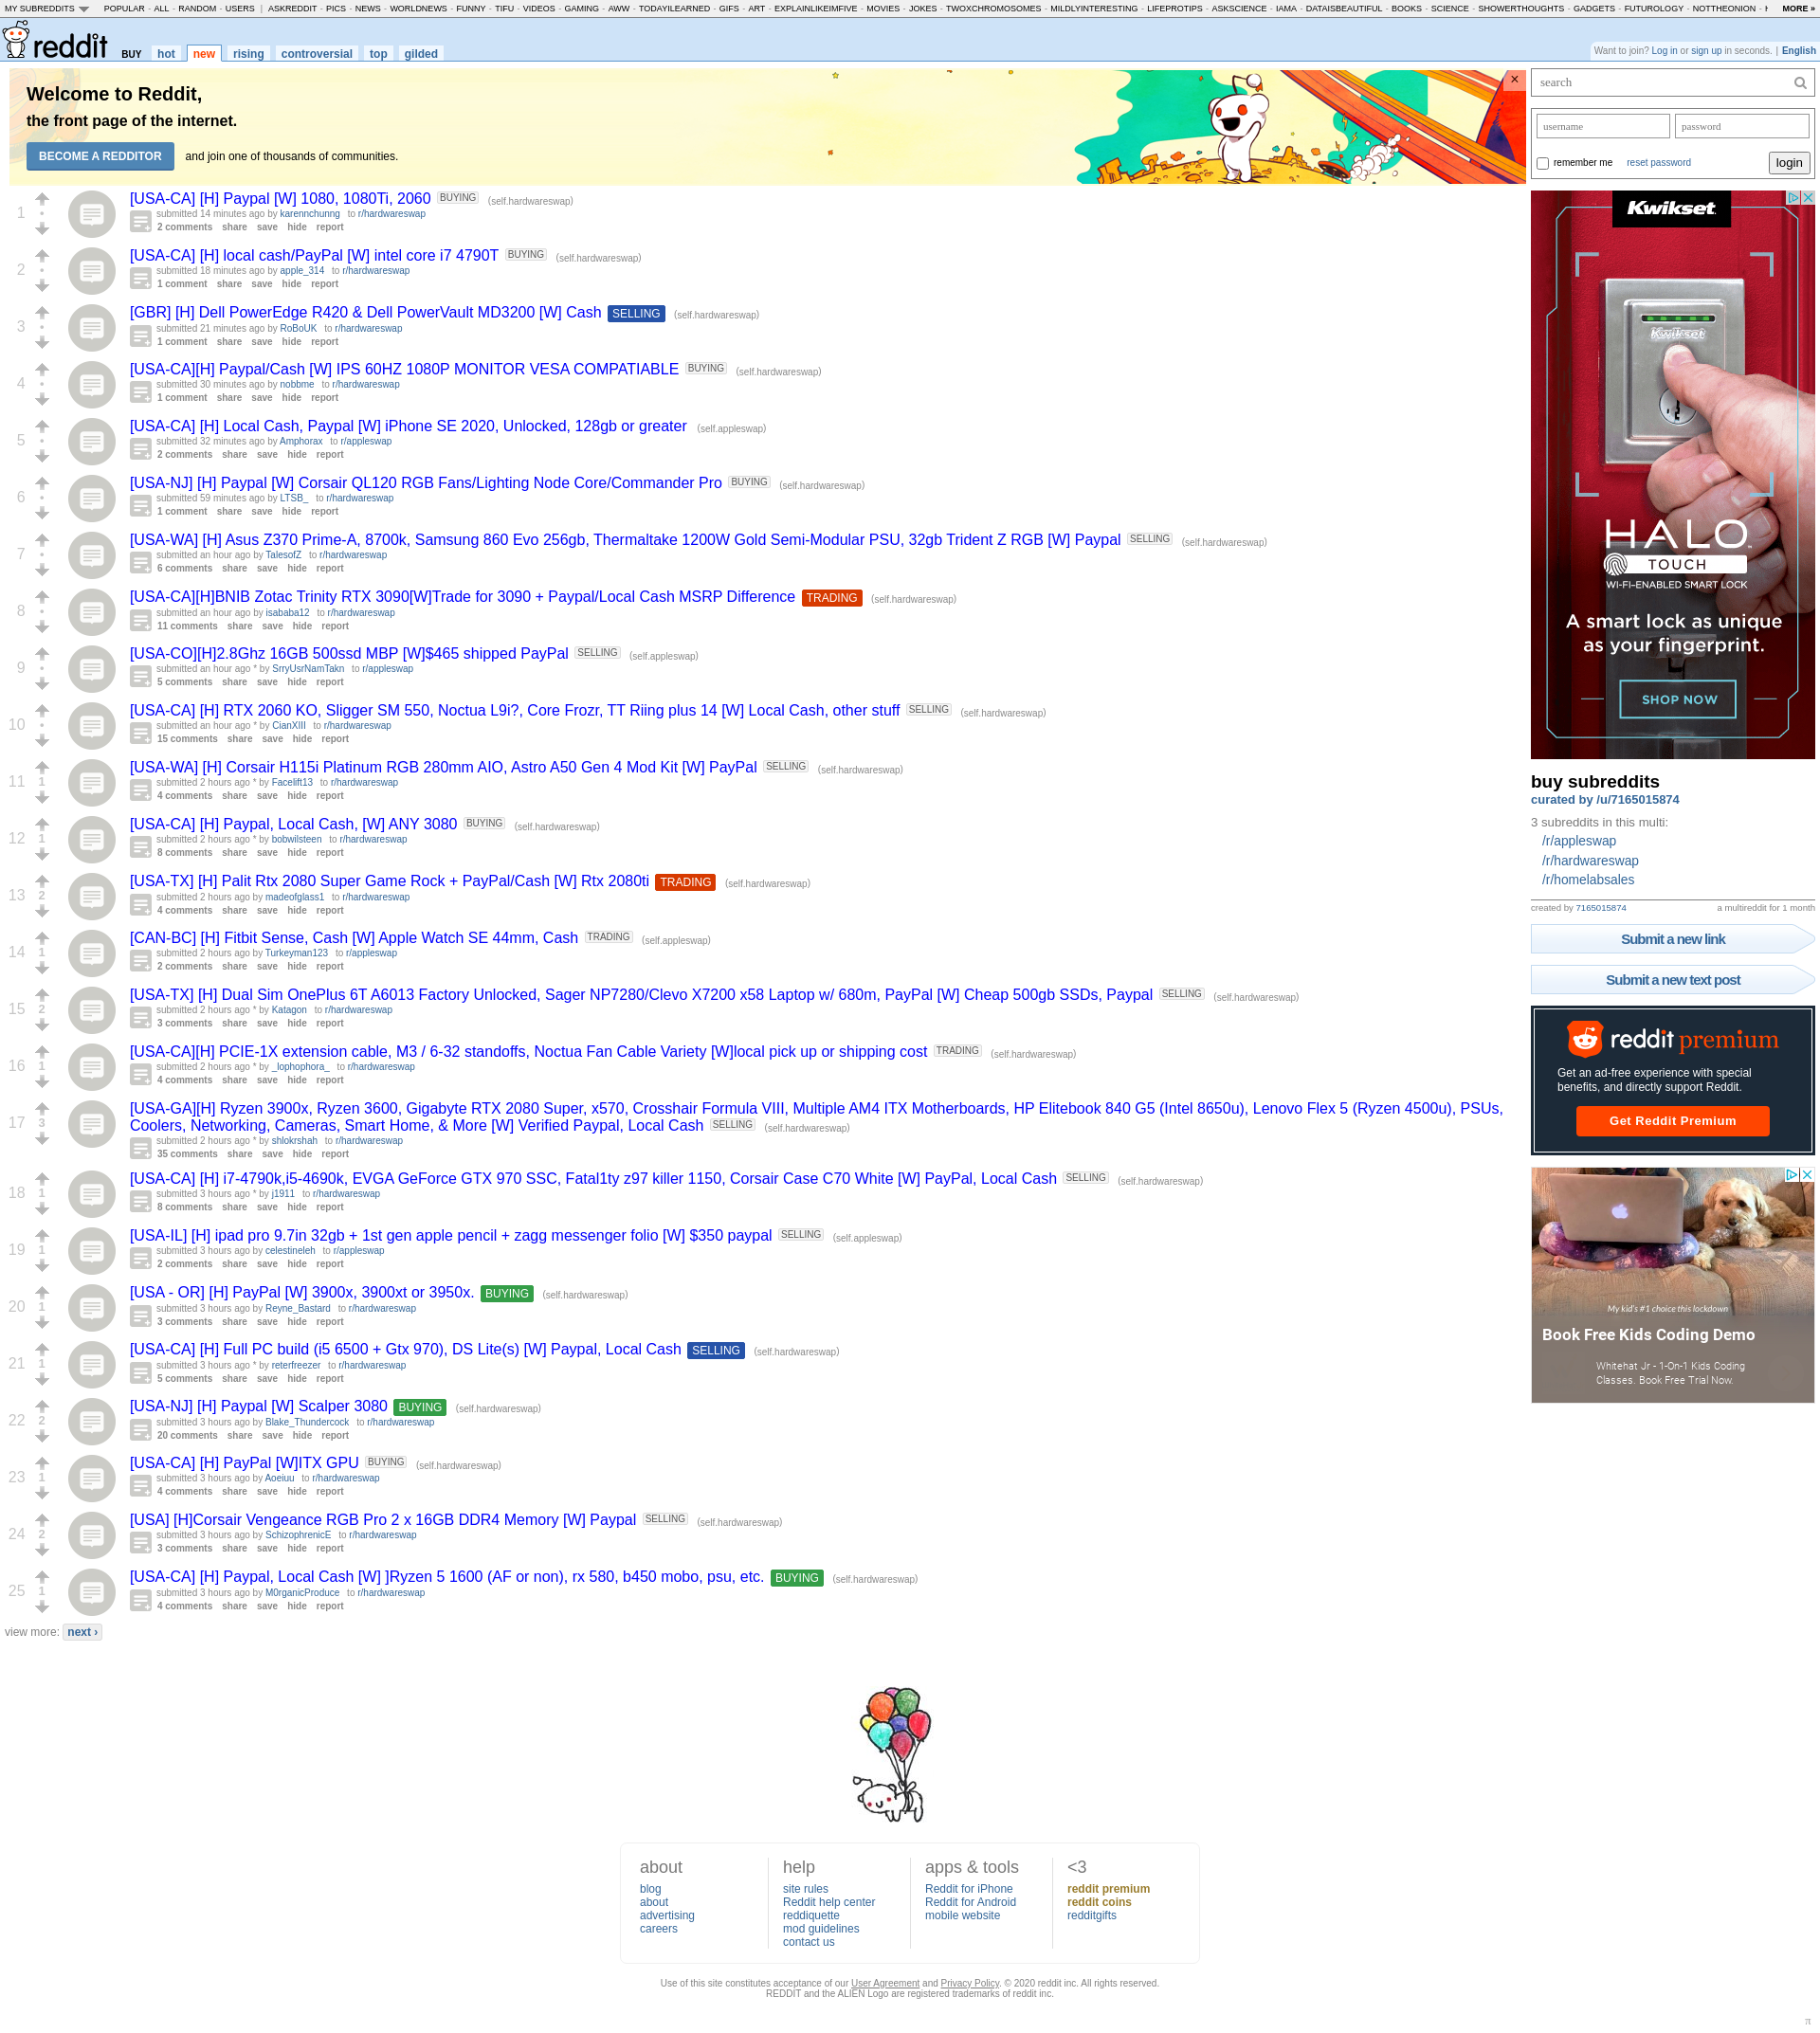 MY SUBREDDITS POPULAR - ALL - RANDOM - USERS | ASKREDDIT - PICS - NEWS - WORLDNEWS - FUNNY - TIFU - VIDEOS - GAMING - AWW - TODAYILEARNED - GIFS - ART - EXPLAINLIKEIMFIVE - MOVIES - JOKES - TWOXCHROMOSOMES - MILDLYINTERESTING - LIFEPROTIPS - ASKSCIENCE - IAMA - DATAISBEAUTIFUL - BOOKS - SCIENCE - SHOWERTHOUGHTS - GADGETS - FUTUROLOGY - NOTTHEONION - MORE »
reddit BUY hot new rising controversial top gilded
Want to join? Log in or sign up in seconds. | English
Welcome to Reddit,
the front page of the internet.
BECOME A REDDITOR and join one of thousands of communities.
×
1
[USA-CA] [H] Paypal [W] 1080, 1080Ti, 2060 BUYING (self.hardwareswap)
submitted 14 minutes ago by karennchunng to r/hardwareswap
2 comments share save hide report
2
[USA-CA] [H] local cash/PayPal [W] intel core i7 4790T BUYING (self.hardwareswap)
submitted 18 minutes ago by apple_314 to r/hardwareswap
1 comment share save hide report
3
[GBR] [H] Dell PowerEdge R420 & Dell PowerVault MD3200 [W] Cash SELLING (self.hardwareswap)
submitted 21 minutes ago by RoBoUK to r/hardwareswap
1 comment share save hide report
4
[USA-CA][H] Paypal/Cash [W] IPS 60HZ 1080P MONITOR VESA COMPATIABLE BUYING (self.hardwareswap)
submitted 30 minutes ago by nobbme to r/hardwareswap
1 comment share save hide report
5
[USA-CA] [H] Local Cash, Paypal [W] iPhone SE 2020, Unlocked, 128gb or greater (self.appleswap)
submitted 32 minutes ago by Amphorax to r/appleswap
2 comments share save hide report
6
[USA-NJ] [H] Paypal [W] Corsair QL120 RGB Fans/Lighting Node Core/Commander Pro BUYING (self.hardwareswap)
submitted 59 minutes ago by LTSB_ to r/hardwareswap
1 comment share save hide report
7
[USA-WA] [H] Asus Z370 Prime-A, 8700k, Samsung 860 Evo 256gb, Thermaltake 1200W Gold Semi-Modular PSU, 32gb Trident Z RGB [W] Paypal SELLING (self.hardwareswap)
submitted an hour ago by TalesofZ to r/hardwareswap
6 comments share save hide report
8
[USA-CA][H]BNIB Zotac Trinity RTX 3090[W]Trade for 3090 + Paypal/Local Cash MSRP Difference TRADING (self.hardwareswap)
submitted an hour ago by isababa12 to r/hardwareswap
11 comments share save hide report
9
[USA-CO][H]2.8Ghz 16GB 500ssd MBP [W]$465 shipped PayPal SELLING (self.appleswap)
submitted an hour ago * by SrryUsrNamTakn to r/appleswap
5 comments share save hide report
10
[USA-CA] [H] RTX 2060 KO, Sligger SM 550, Noctua L9i?, Core Frozr, TT Riing plus 14 [W] Local Cash, other stuff SELLING (self.hardwareswap)
submitted an hour ago * by CianXIII to r/hardwareswap
15 comments share save hide report
11 1
[USA-WA] [H] Corsair H115i Platinum RGB 280mm AIO, Astro A50 Gen 4 Mod Kit [W] PayPal SELLING (self.hardwareswap)
submitted 2 hours ago * by Facelift13 to r/hardwareswap
4 comments share save hide report
12 1
[USA-CA] [H] Paypal, Local Cash, [W] ANY 3080 BUYING (self.hardwareswap)
submitted 2 hours ago * by bobwilsteen to r/hardwareswap
8 comments share save hide report
13 2
[USA-TX] [H] Palit Rtx 2080 Super Game Rock + PayPal/Cash [W] Rtx 2080ti TRADING (self.hardwareswap)
submitted 2 hours ago by madeofglass1 to r/hardwareswap
4 comments share save hide report
14 1
[CAN-BC] [H] Fitbit Sense, Cash [W] Apple Watch SE 44mm, Cash TRADING (self.appleswap)
submitted 2 hours ago by Turkeyman123 to r/appleswap
2 comments share save hide report
15 2
[USA-TX] [H] Dual Sim OnePlus 6T A6013 Factory Unlocked, Sager NP7280/Clevo X7200 x58 Laptop w/ 680m, PayPal [W] Cheap 500gb SSDs, Paypal SELLING (self.hardwareswap)
submitted 2 hours ago * by Katagon to r/hardwareswap
3 comments share save hide report
16 1
[USA-CA][H] PCIE-1X extension cable, M3 / 6-32 standoffs, Noctua Fan Cable Variety [W]local pick up or shipping cost TRADING (self.hardwareswap)
submitted 2 hours ago * by _lophophora_ to r/hardwareswap
4 comments share save hide report
17 3
[USA-GA][H] Ryzen 3900x, Ryzen 3600, Gigabyte RTX 2080 Super, x570, Crosshair Formula VIII, Multiple AM4 ITX Motherboards, HP Elitebook 840 G5 (Intel 8650u), Lenovo Flex 5 (Ryzen 4500u), PSUs,
Coolers, Networking, Cameras, Smart Home, & More [W] Verified Paypal, Local Cash SELLING (self.hardwareswap)
submitted 2 hours ago * by shlokrshah to r/hardwareswap
35 comments share save hide report
18 1
[USA-CA] [H] i7-4790k,i5-4690k, EVGA GeForce GTX 970 SSC, Fatal1ty z97 killer 1150, Corsair Case C70 White [W] PayPal, Local Cash SELLING (self.hardwareswap)
submitted 3 hours ago * by j1911 to r/hardwareswap
8 comments share save hide report
19 1
[USA-IL] [H] ipad pro 9.7in 32gb + 1st gen apple pencil + zagg messenger folio [W] $350 paypal SELLING (self.appleswap)
submitted 3 hours ago by celestineleh to r/appleswap
2 comments share save hide report
20 1
[USA - OR] [H] PayPal [W] 3900x, 3900xt or 3950x. BUYING (self.hardwareswap)
submitted 3 hours ago by Reyne_Bastard to r/hardwareswap
3 comments share save hide report
21 1
[USA-CA] [H] Full PC build (i5 6500 + Gtx 970), DS Lite(s) [W] Paypal, Local Cash SELLING (self.hardwareswap)
submitted 3 hours ago * by reterfreezer to r/hardwareswap
5 comments share save hide report
22 2
[USA-NJ] [H] Paypal [W] Scalper 3080 BUYING (self.hardwareswap)
submitted 3 hours ago by Blake_Thundercock to r/hardwareswap
20 comments share save hide report
23 1
[USA-CA] [H] PayPal [W]ITX GPU BUYING (self.hardwareswap)
submitted 3 hours ago by Aoeiuu to r/hardwareswap
4 comments share save hide report
24 2
[USA] [H]Corsair Vengeance RGB Pro 2 x 16GB DDR4 Memory [W] Paypal SELLING (self.hardwareswap)
submitted 3 hours ago by SchizophrenicE to r/hardwareswap
3 comments share save hide report
25 1
[USA-CA] [H] Paypal, Local Cash [W] ]Ryzen 5 1600 (AF or non), rx 580, b450 mobo, psu, etc. BUYING (self.hardwareswap)
submitted 3 hours ago by M0rganicProduce to r/hardwareswap
4 comments share save hide report
view more: next ›
search
username password
remember me reset password login
Kwikset
Kwikset
HALO
TOUCH
WI-FI-ENABLED SMART LOCK
A smart lock as unique
as your fingerprint.
SHOP NOW
buy subreddits
curated by /u/7165015874
3 subreddits in this multi:
/r/appleswap
/r/hardwareswap
/r/homelabsales
created by 7165015874 a multireddit for 1 month
Submit a new link
Submit a new text post
reddit premium
Get an ad-free experience with special
benefits, and directly support Reddit.
Get Reddit Premium
My kid's #1 choice this lockdown
Book Free Kids Coding Demo
Whitehat Jr - 1-On-1 Kids Coding
Classes. Book Free Trial Now.
about
blog
about
advertising
careers
help
site rules
Reddit help center
reddiquette
mod guidelines
contact us
apps & tools
Reddit for iPhone
Reddit for Android
mobile website
<3
reddit premium
reddit coins
redditgifts
Use of this site constitutes acceptance of our User Agreement and Privacy Policy. © 2020 reddit inc. All rights reserved.
REDDIT and the ALIEN Logo are registered trademarks of reddit inc.
π